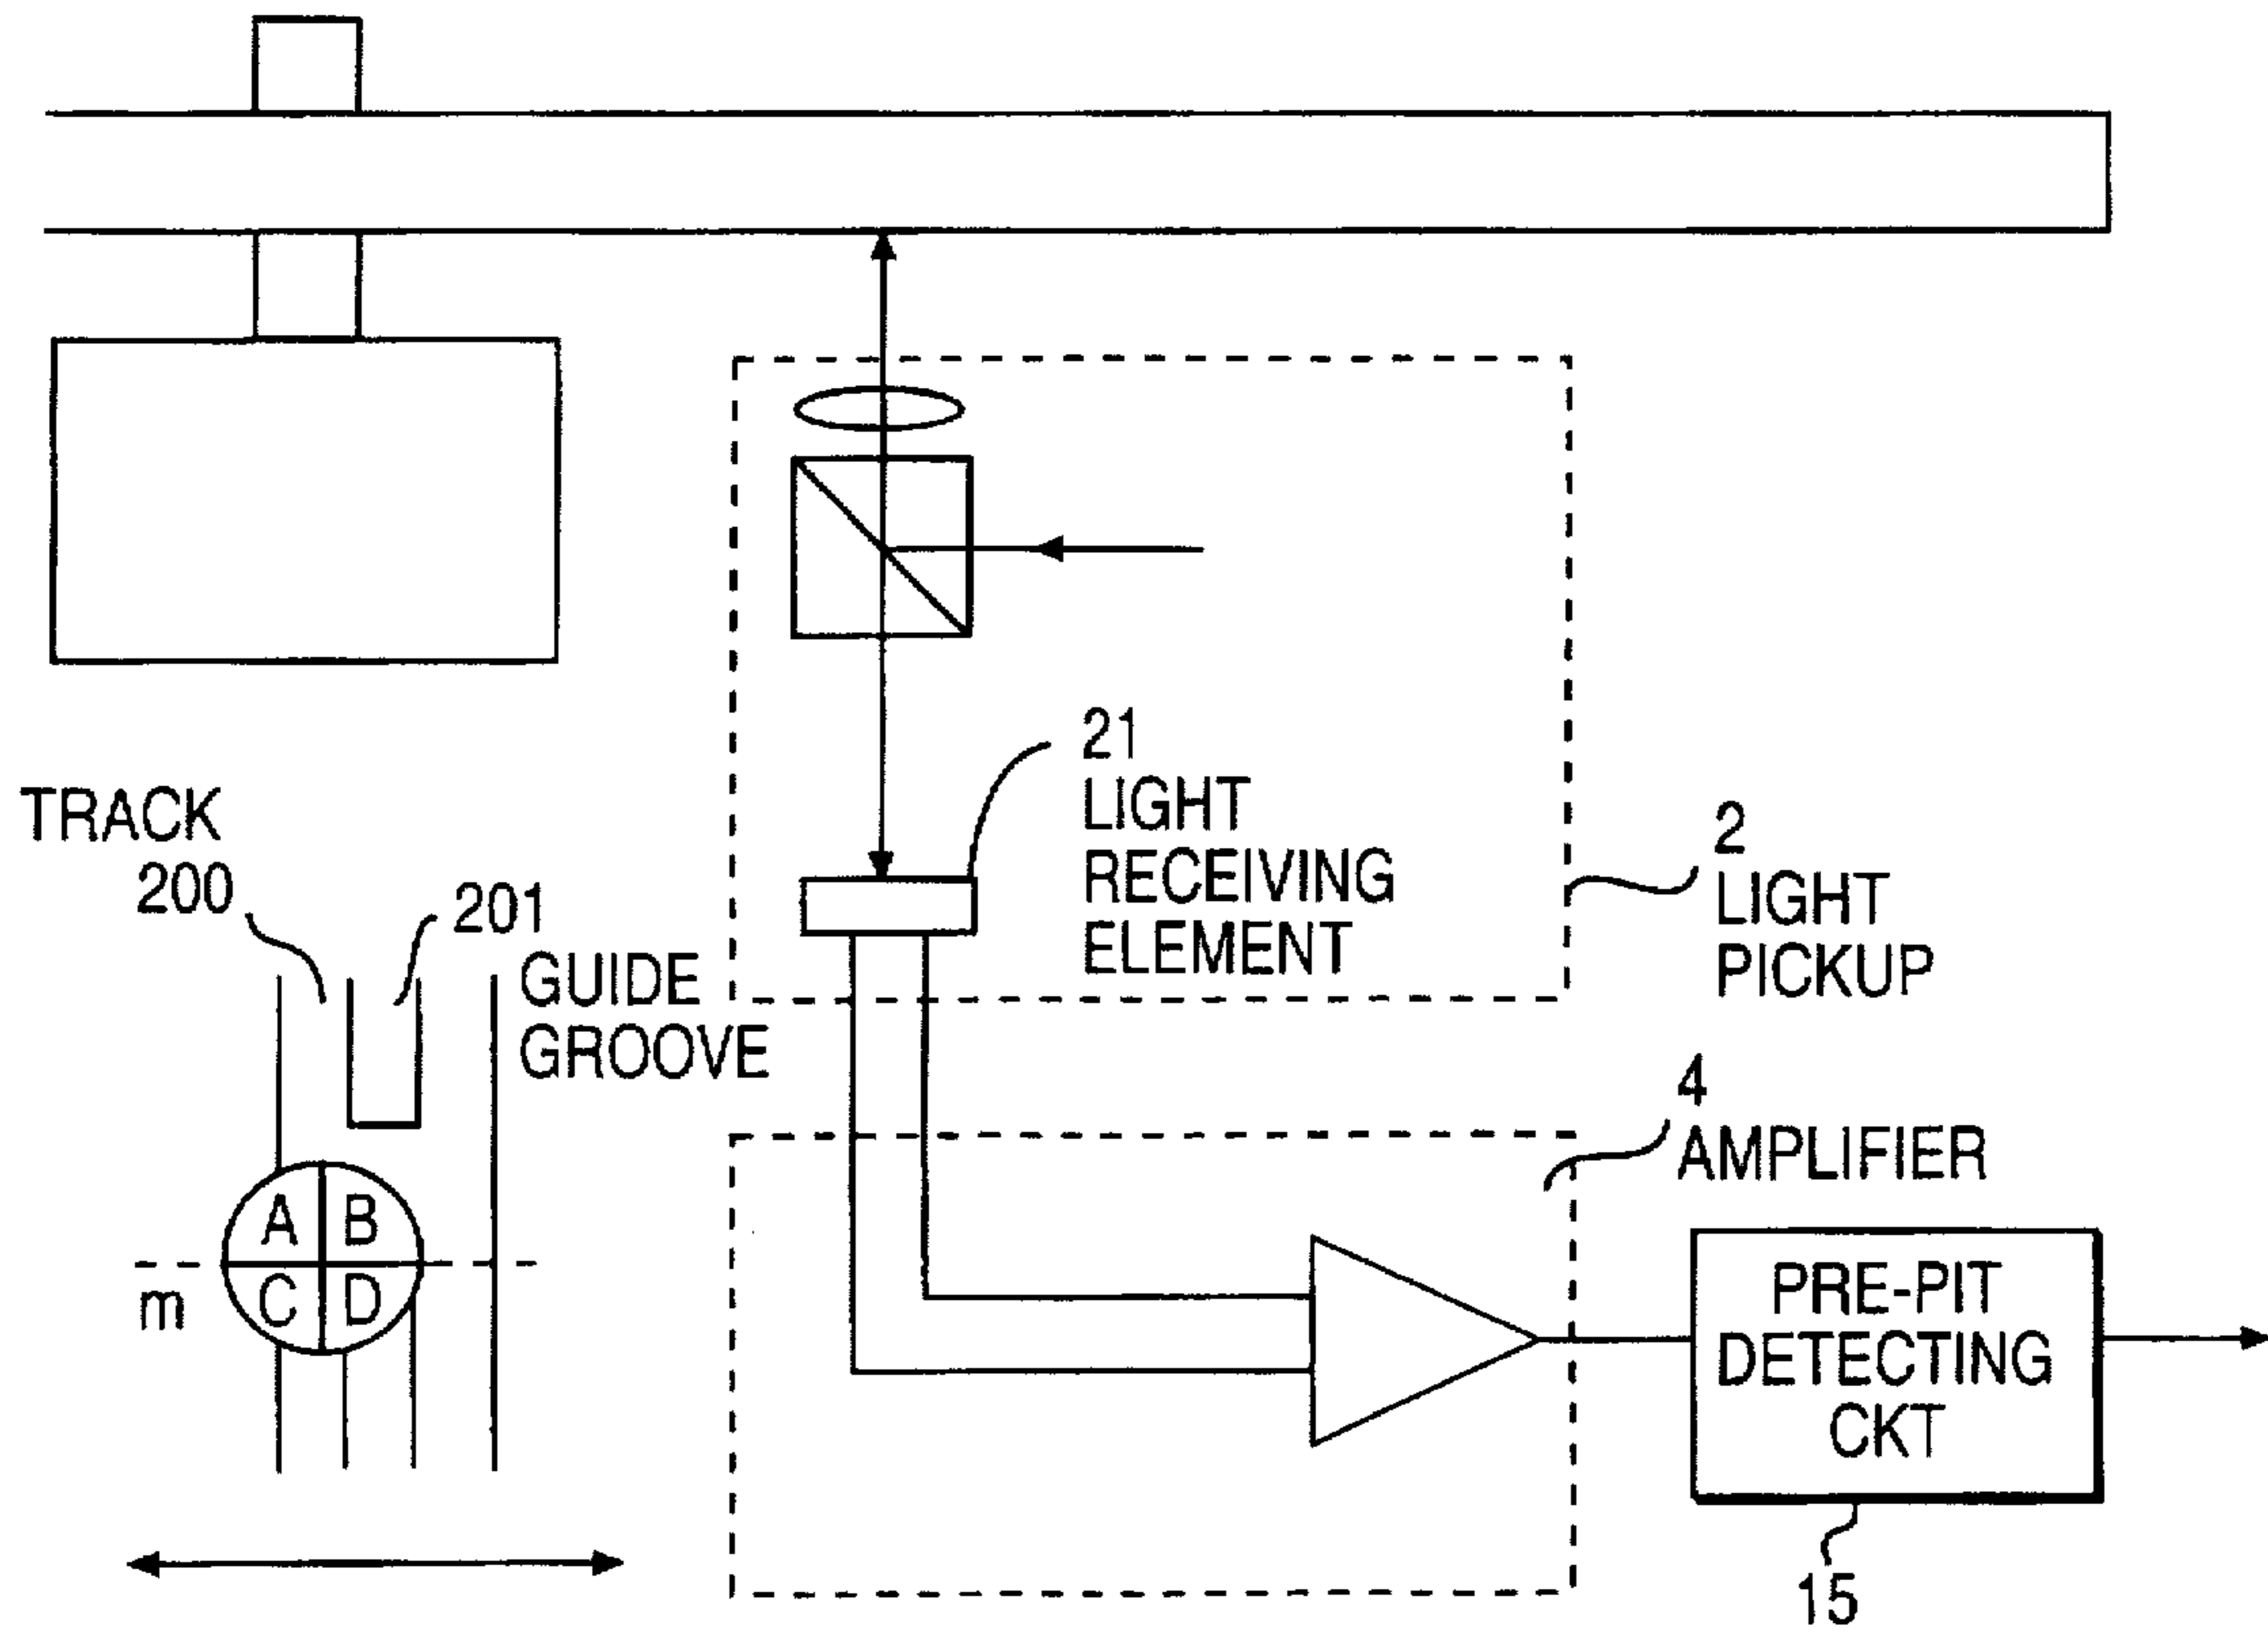 21
LIGHT
RECEIVING
ELEMENT
2
LIGHT
PICKUP
TRACK
200
201
GUIDE
GROOVE
A B
C D
m
4
AMPLIFIER
PRE-PIT
DETECTING
CKT
15